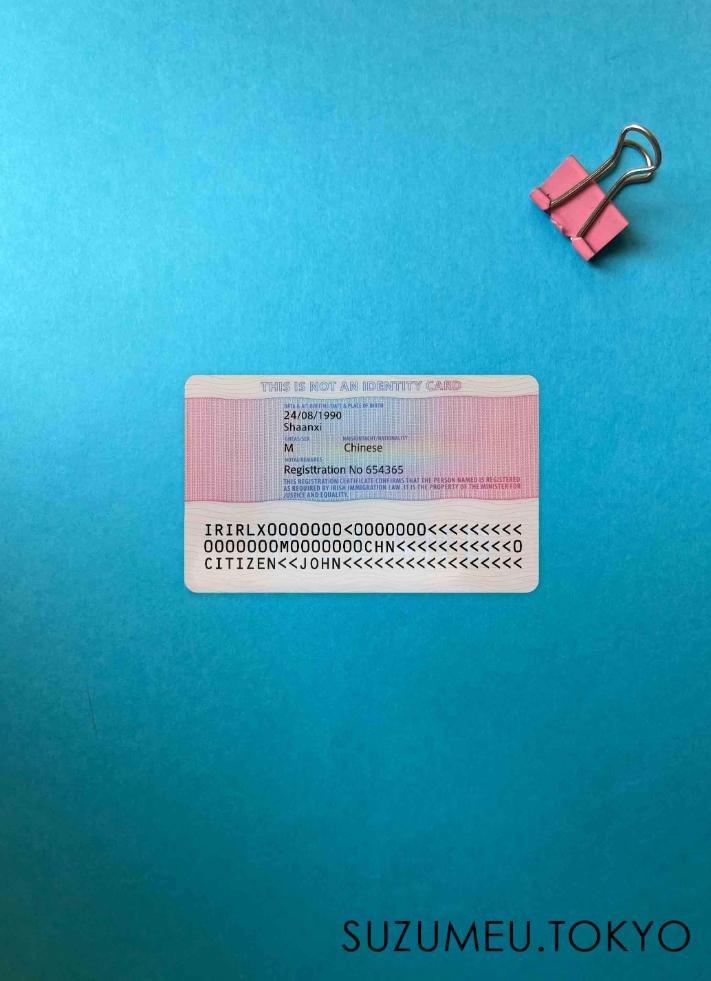 THIS IS NOT AN IDENTITY CARD
DATE & PLACE OF BIRTH
24/08/1990
Shaanxi
GNÉAS/SEX NÁISIÚNTACHT/NATIONALITY
M Chinese
NÓTAÍ/REMARKS
Registtration No 654365
THIS REGISTRATION CERTIFICATE CONFIRMS THAT THE PERSON NAMED IS REGISTERED
AS REQUIRED BY IRISH IMMIGRATION LAW. IT IS THE PROPERTY OF THE MINISTER FOR
JUSTICE AND EQUALITY.
IRIRLX0000000<0000000<<<<<<<<<
0000000M0000000CHN<<<<<<<<<<<0
CITIZEN<<JOHN<<<<<<<<<<<<<<<<<
SUZUMEU.TOKYO